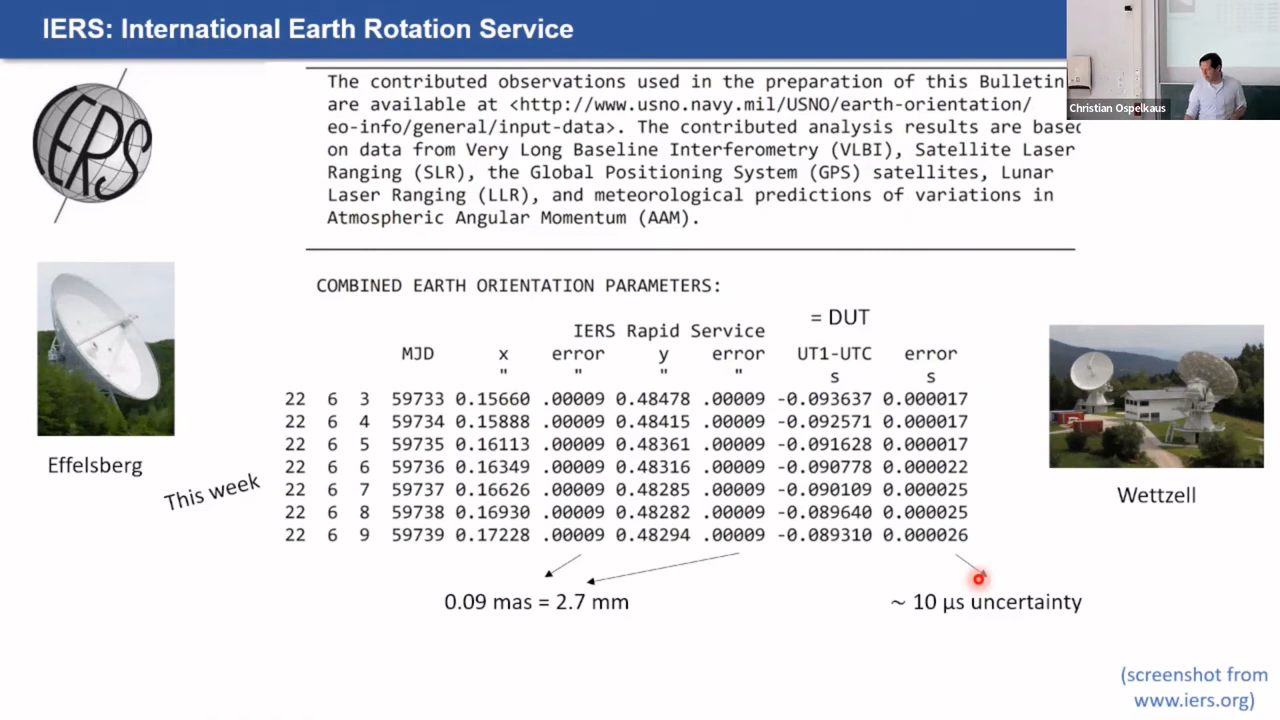 IERS: International Earth Rotation Service
Christian Ospelkaus
IERS
The contributed observations used in the preparation of this Bulletin
are available at <http://www.usno.navy.mil/USNO/earth-orientation/
eo-info/general/input-data>. The contributed analysis results are based
on data from Very Long Baseline Interferometry (VLBI), Satellite Laser
Ranging (SLR), the Global Positioning System (GPS) satellites, Lunar
Laser Ranging (LLR), and meteorological predictions of variations in
Atmospheric Angular Momentum (AAM).
COMBINED EARTH ORIENTATION PARAMETERS:
= DUT
IERS Rapid Service
MJD x error y error UT1-UTC error
" " " " s s
22 6 3 59733 0.15660 .00009 0.48478 .00009 -0.093637 0.000017
22 6 4 59734 0.15888 .00009 0.48415 .00009 -0.092571 0.000017
22 6 5 59735 0.16113 .00009 0.48361 .00009 -0.091628 0.000017
22 6 6 59736 0.16349 .00009 0.48316 .00009 -0.090778 0.000022
22 6 7 59737 0.16626 .00009 0.48285 .00009 -0.090109 0.000025
22 6 8 59738 0.16930 .00009 0.48282 .00009 -0.089640 0.000025
22 6 9 59739 0.17228 .00009 0.48294 .00009 -0.089310 0.000026
Effelsberg
This week
Wettzell
0.09 mas = 2.7 mm
~ 10 µs uncertainty
(screenshot from
www.iers.org)